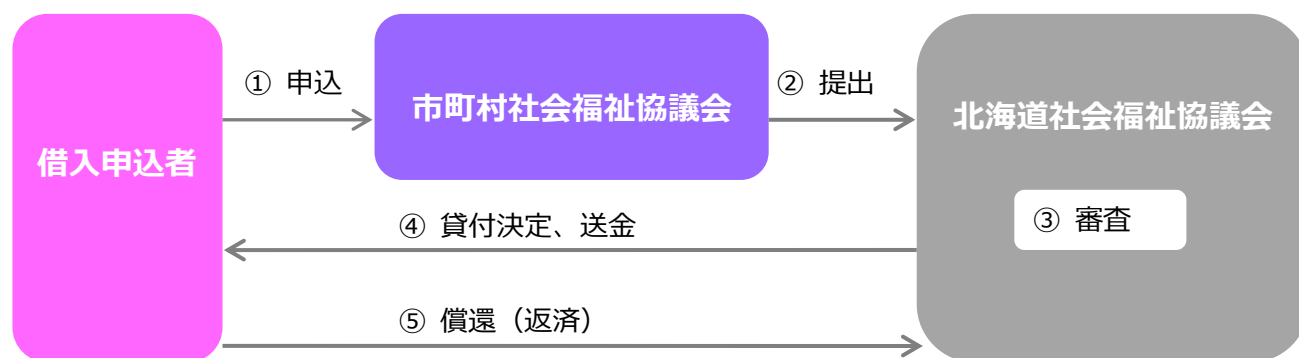 ① 申込
市町村社会福祉協議会
② 提出
北海道社会福祉協議会
借入申込者
③ 審査
④ 貸付決定、送金
⑤ 償還（返済）